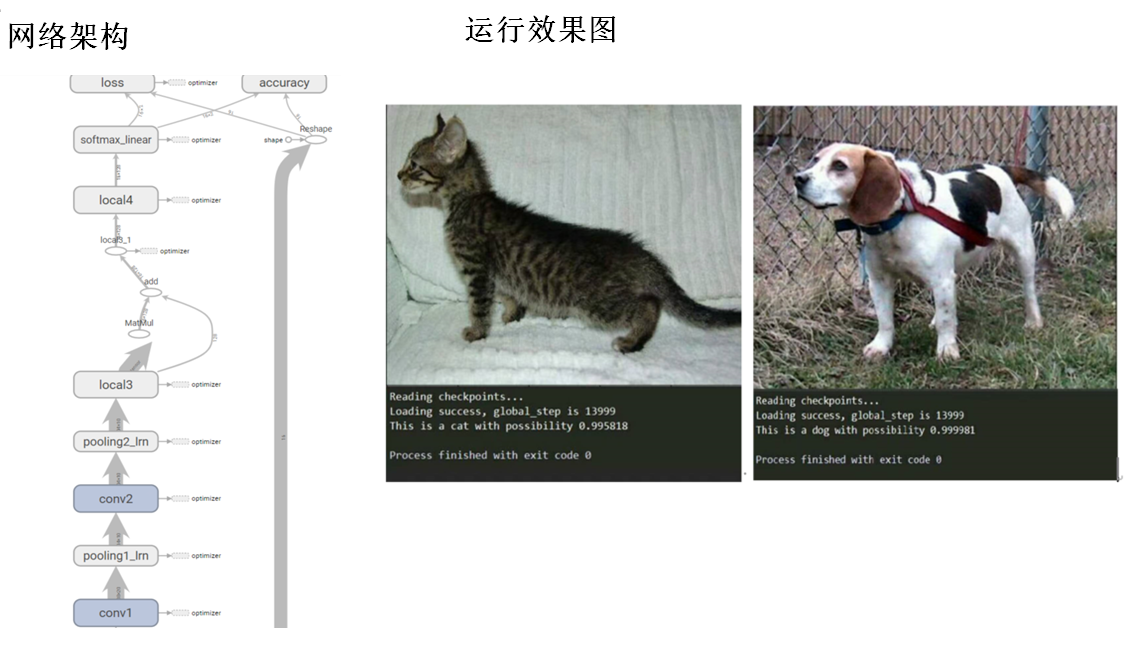 网络架构
运行效果图
loss
optimizer
accuracy
Reshape
shape
softmax_linear
optimizer
local4
optimizer
local3_1
optimizer
add
MatMul
local3
optimizer
pooling2_lrn
optimizer
conv2
optimizer
pooling1_lrn
optimizer
conv1
optimizer
Reading checkpoints...
Loading success, global_step is 13999
This is a cat with possibility 0.995818
Process finished with exit code 0
Reading checkpoints...
Loading success, global_step is 13999
This is a dog with possibility 0.999981
Process finished with exit code 0